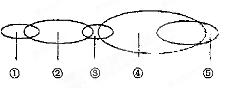 ① ② ③ ④ ⑤